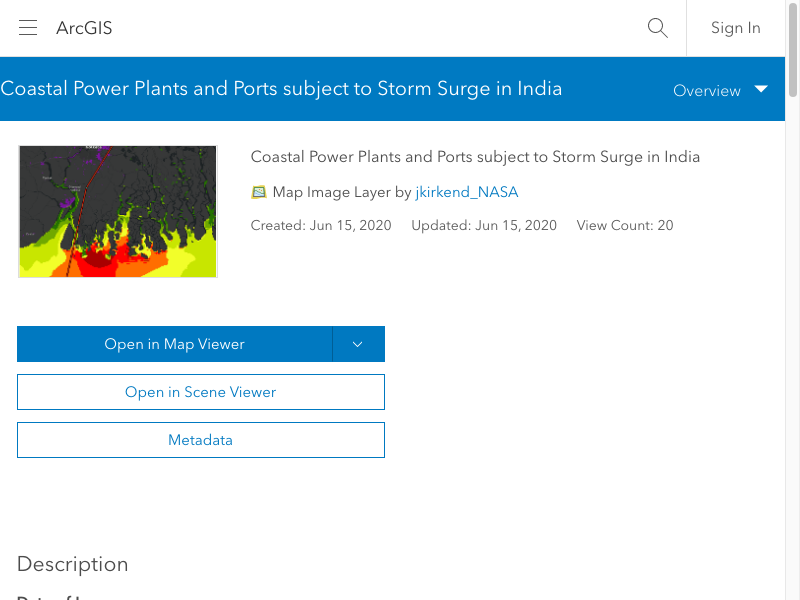 ArcGIS
Sign In
Coastal Power Plants and Ports subject to Storm Surge in India
Overview
Coastal Power Plants and Ports subject to Storm Surge in India
Map Image Layer by jkirkend_NASA
Created: Jun 15, 2020 Updated: Jun 15, 2020 View Count: 20
Open in Map Viewer
Open in Scene Viewer
Metadata
Description